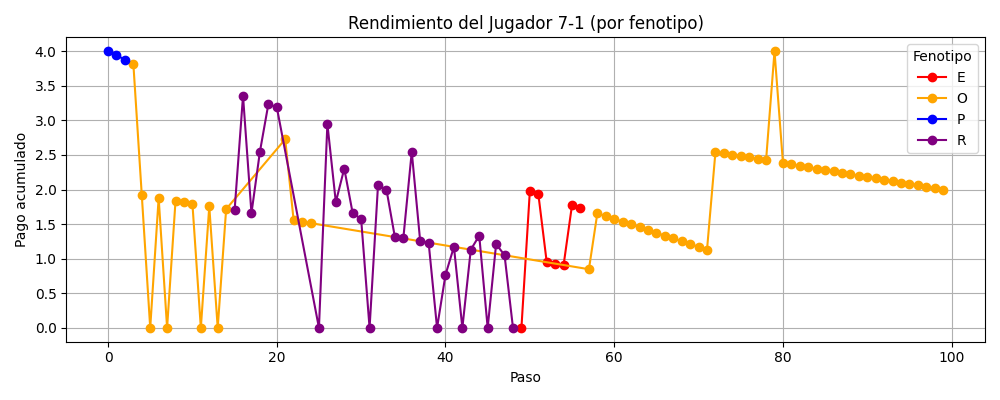 Rendimiento del Jugador 7-1 (por fenotipo)
Pago acumulado
4.0
3.5
3.0
2.5
2.0
1.5
1.0
0.5
0.0
Fenotipo
E
O
P
R
0 20 40 60 80 100
Paso